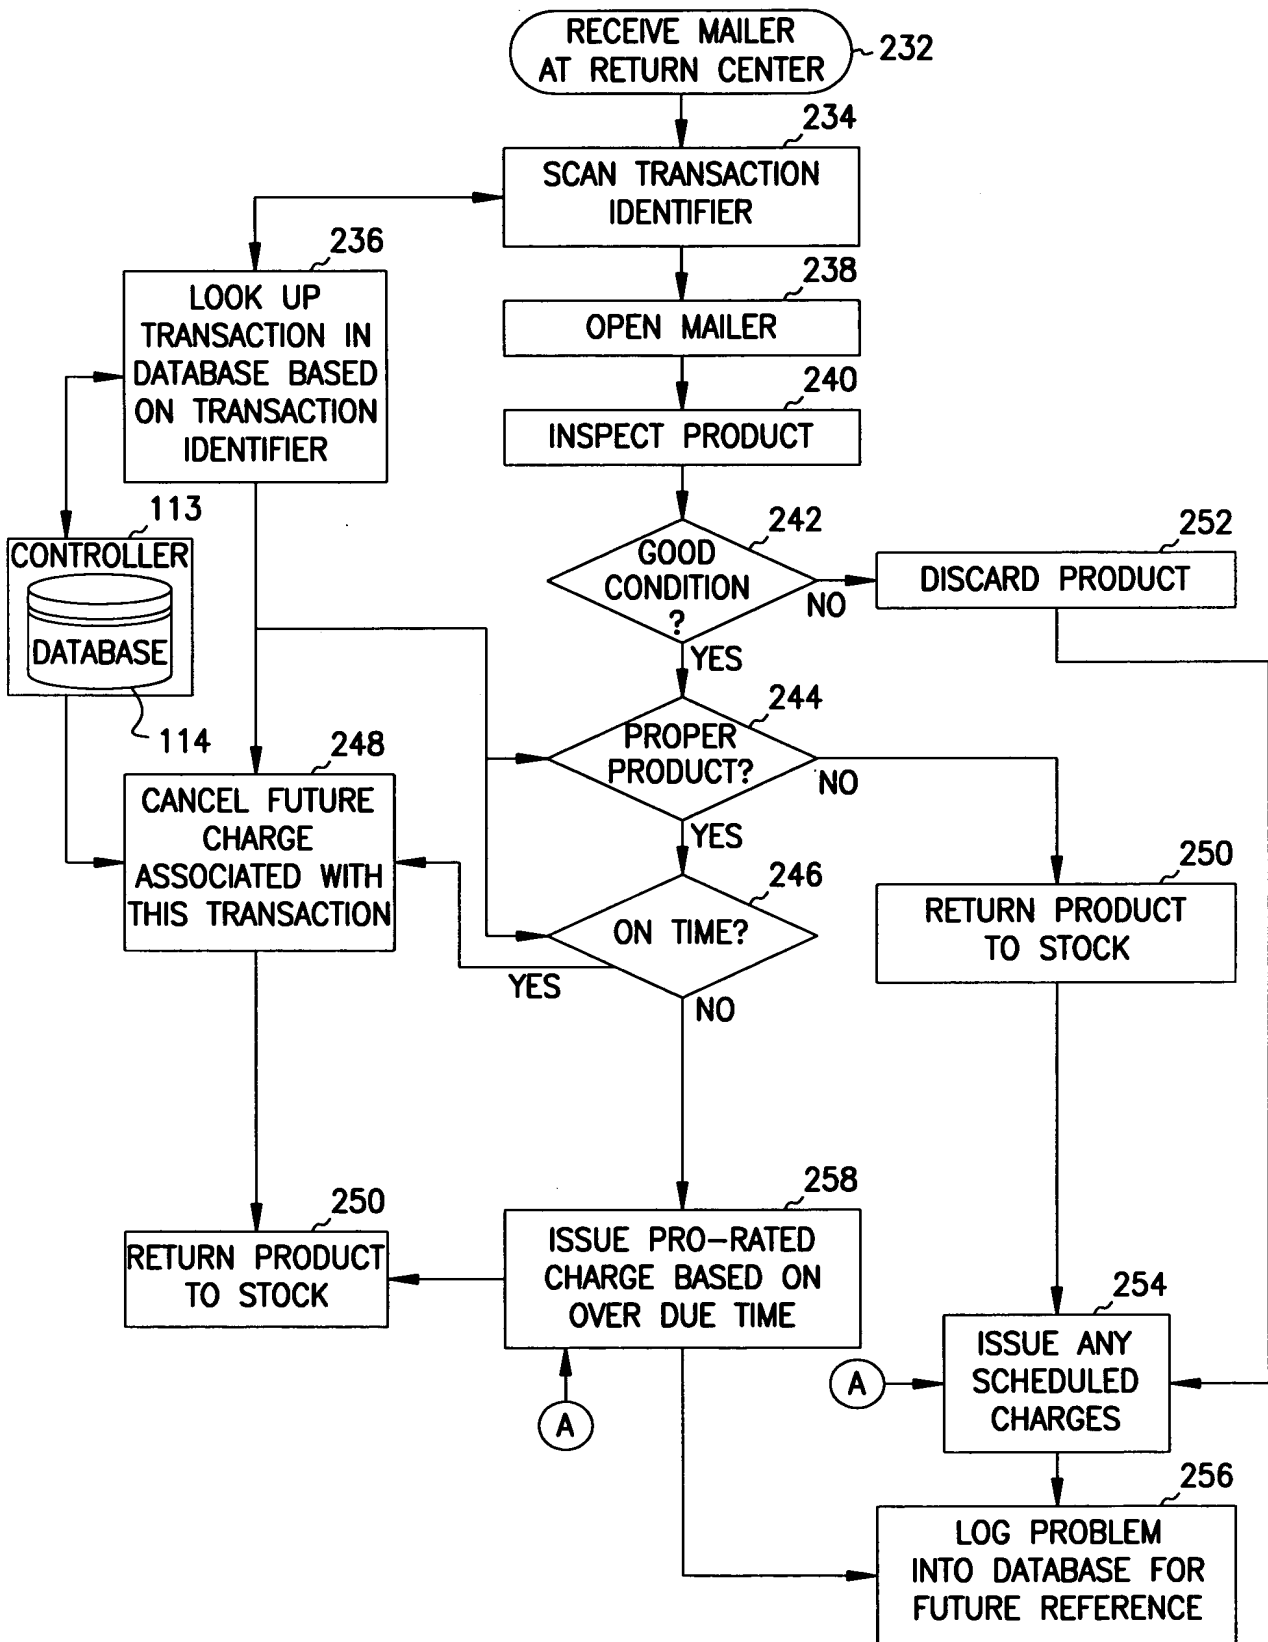 RECEIVE MAILER
AT RETURN CENTER
232
234
SCAN TRANSACTION
IDENTIFIER
236
LOOK UP
TRANSACTION IN
DATABASE BASED
ON TRANSACTION
IDENTIFIER
238
OPEN MAILER
240
INSPECT PRODUCT
113
CONTROLLER
DATABASE
114
242
GOOD
CONDITION
?
NO
YES
252
DISCARD PRODUCT
244
PROPER
PRODUCT?
NO
YES
248
CANCEL FUTURE
CHARGE
ASSOCIATED WITH
THIS TRANSACTION
246
ON TIME?
YES
NO
250
RETURN PRODUCT
TO STOCK
250
RETURN PRODUCT
TO STOCK
258
ISSUE PRO-RATED
CHARGE BASED ON
OVER DUE TIME
A
254
ISSUE ANY
SCHEDULED
CHARGES
A
256
LOG PROBLEM
INTO DATABASE FOR
FUTURE REFERENCE